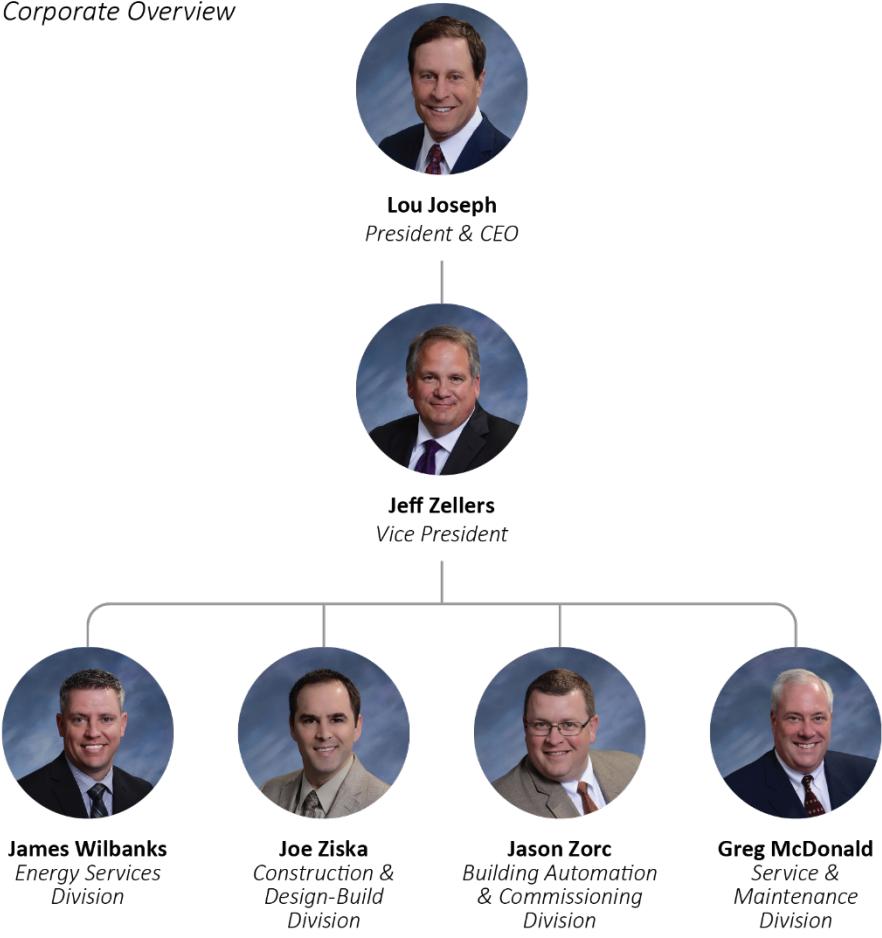 Corporate Overview
Lou Joseph
President & CEO
Jeff Zellers
Vice President
James Wilbanks
Energy Services
Division
Joe Ziska
Construction &
Design-Build
Division
Jason Zorc
Building Automation
& Commissioning
Division
Greg McDonald
Service &
Maintenance
Division